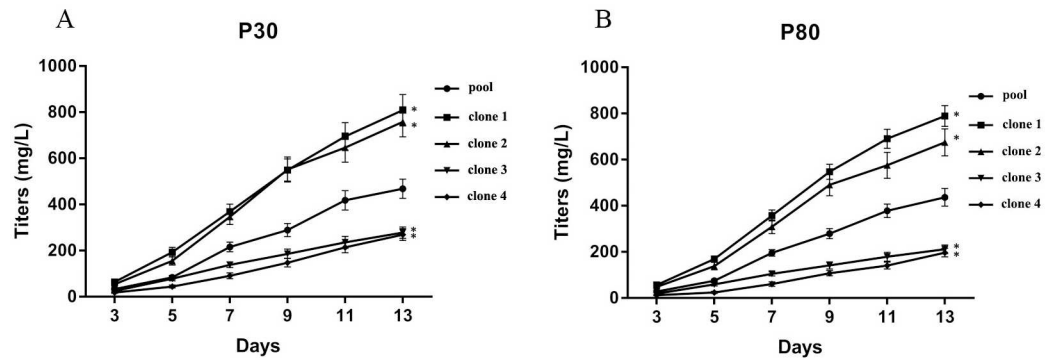 A
P30
1000
800
600
400
200
0
Titers (mg/L)
3 5 7 9 11 13
Days
pool
clone 1
clone 2
clone 3
clone 4
*
*
*
*
B
P80
1000
800
600
400
200
0
Titers (mg/L)
3 5 7 9 11 13
Days
pool
clone 1
clone 2
clone 3
clone 4
*
*
*
*